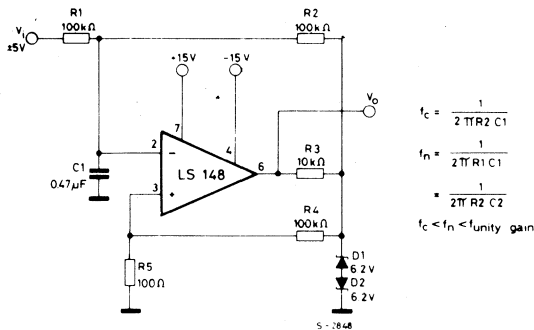 R1
100kΩ
R2
100kΩ
Vi
±5V
+15V
-15V
Vo
7
2
−
4
LS 148
6
3
+
C1
0.47µF
R3
10kΩ
R4
100kΩ
R5
100Ω
D1
6.2V
D2
6.2V
fc = 1 / 2πR2 C1
fn = 1 / 2πR1 C1
= 1 / 2πR2 C2
fc < fn < funity gain
S - 2848